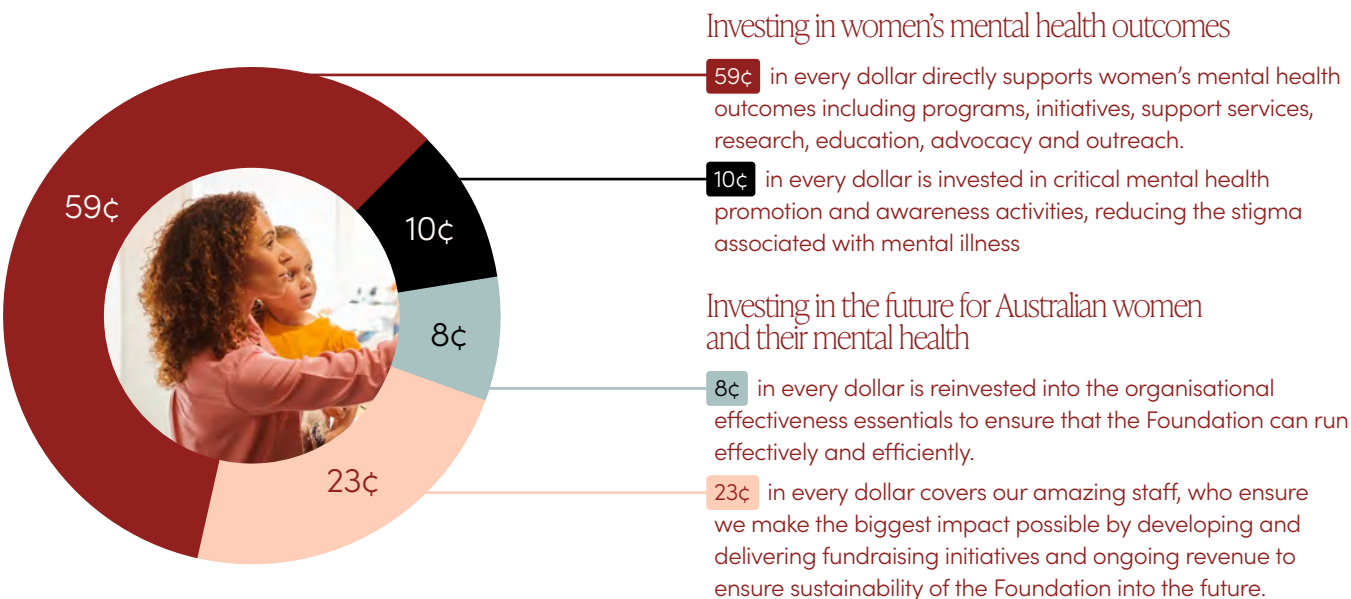 Investing in women's mental health outcomes
59¢ in every dollar directly supports women's mental health
outcomes including programs, initiatives, support services,
research, education, advocacy and outreach.
10¢ in every dollar is invested in critical mental health
promotion and awareness activities, reducing the stigma
associated with mental illness
Investing in the future for Australian women
and their mental health
8¢ in every dollar is reinvested into the organisational
effectiveness essentials to ensure that the Foundation can run
effectively and efficiently.
23¢ in every dollar covers our amazing staff, who ensure
we make the biggest impact possible by developing and
delivering fundraising initiatives and ongoing revenue to
ensure sustainability of the Foundation into the future.
59¢
10¢
8¢
23¢